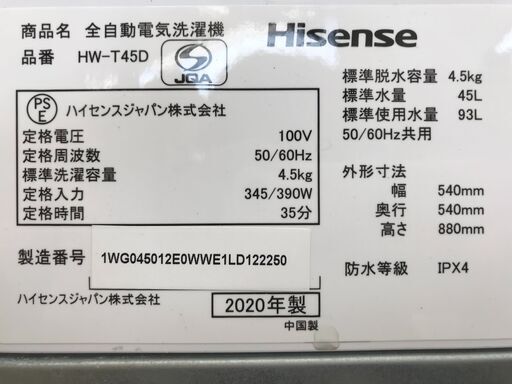 商品名 全自動電気洗濯機
品番 HW-T45D
S
JQA
Hisense
PS
E
ハイセンスジャパン株式会社
定格電圧 100V
定格周波数 50/60Hz
標準洗濯容量 4.5kg
定格入力 345/390W
定格時間 35分
標準脱水容量 4.5kg
標準水量 45L
標準使用水量 93L
50/60Hz共用
外形寸法
幅 540mm
奥行 540mm
高さ 880mm
製造番号 1WG045012E0WWE1LD122250
防水等級 IPX4
ハイセンスジャパン株式会社
2020年製
中国製